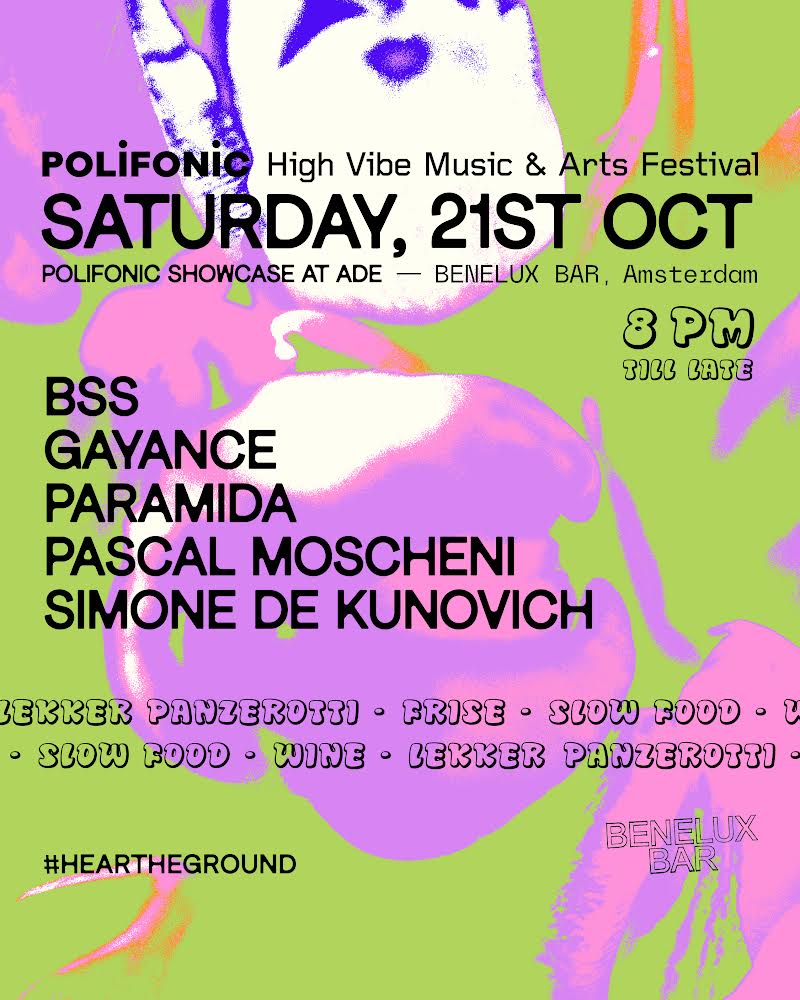 POLiFONiC High Vibe Music & Arts Festival
SATURDAY, 21ST OCT
POLIFONIC SHOWCASE AT ADE — BENELUX BAR, Amsterdam
8 PM
TILL LATE
BSS
GAYANCE
PARAMIDA
PASCAL MOSCHENI
SIMONE DE KUNOVICH
LEKKER PANZEROTTI • FRISE • SLOW FOOD • W
• SLOW FOOD • WINE • LEKKER PANZEROTTI •
#HEARTHEGROUND
BENELUX
BAR